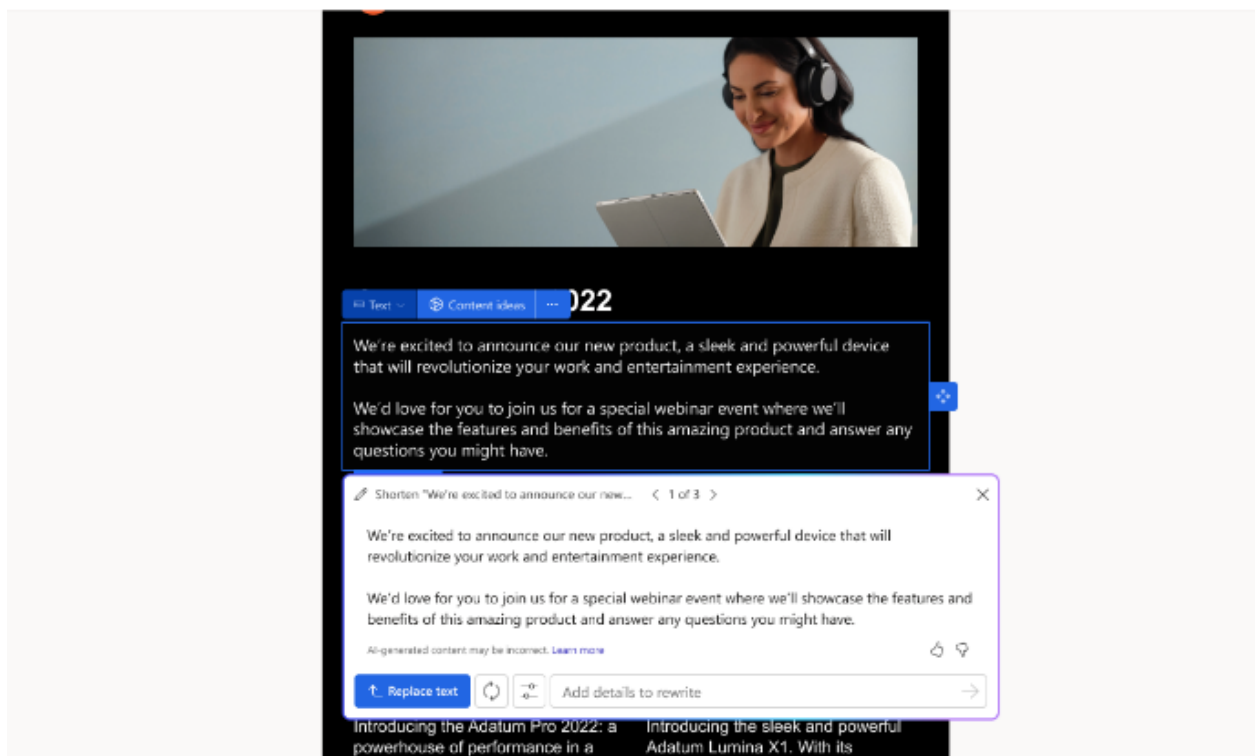 022
Text
Content ideas
We're excited to announce our new product, a sleek and powerful device
that will revolutionize your work and entertainment experience.
We'd love for you to join us for a special webinar event where we'll
showcase the features and benefits of this amazing product and answer any
questions you might have.
Shorten "We're excited to announce our new... < 1 of 3 >
We're excited to announce our new product, a sleek and powerful device that will
revolutionize your work and entertainment experience.
We'd love for you to join us for a special webinar event where we'll showcase the features and
benefits of this amazing product and answer any questions you might have.
AI-generated content may be incorrect. Learn more
Replace text
Add details to rewrite
Introducing the Adatum Pro 2022: a
powerhouse of performance in a
Introducing the sleek and powerful
Adatum Lumina X1. With its